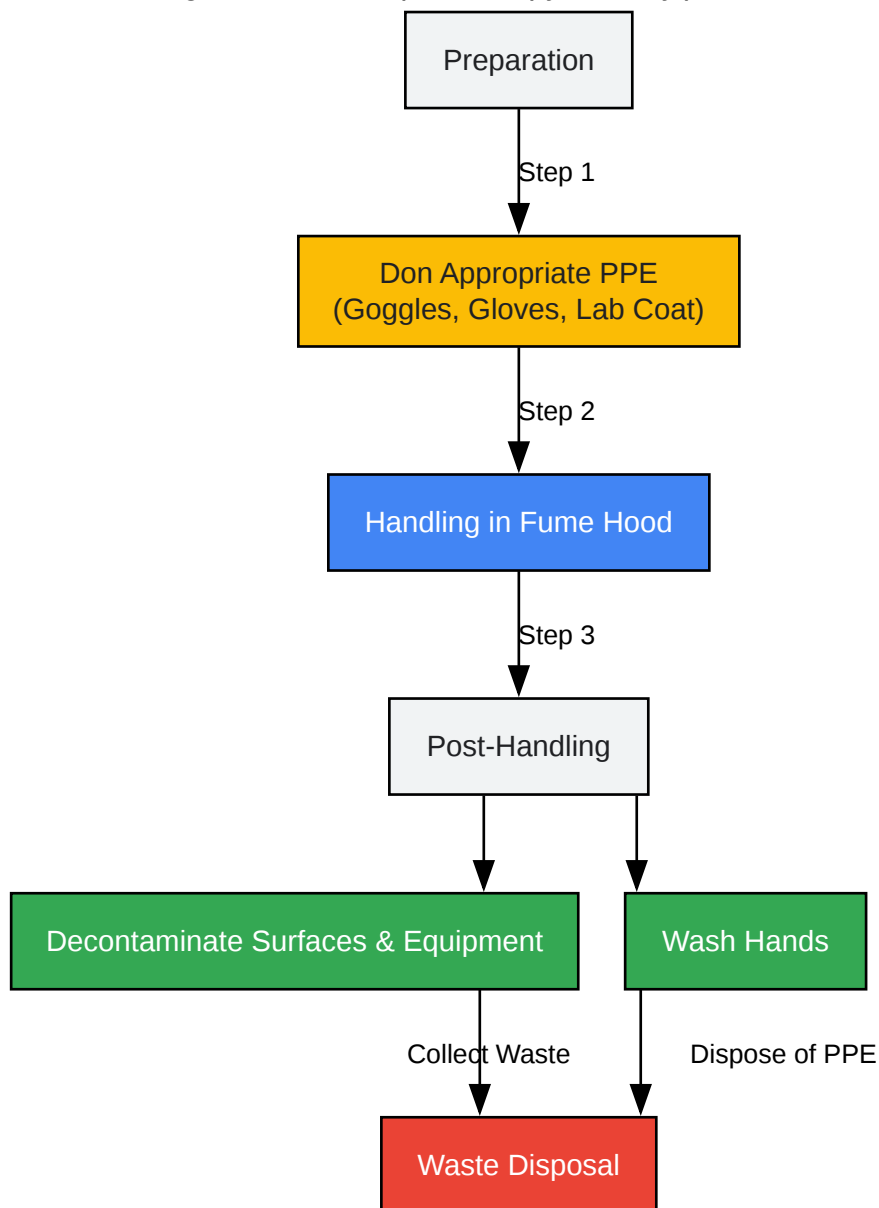 Preparation
Step 1
Don Appropriate PPE
(Goggles, Gloves, Lab Coat)
Step 2
Handling in Fume Hood
Step 3
Post-Handling
Decontaminate Surfaces & Equipment
Wash Hands
Collect Waste
Dispose of PPE
Waste Disposal